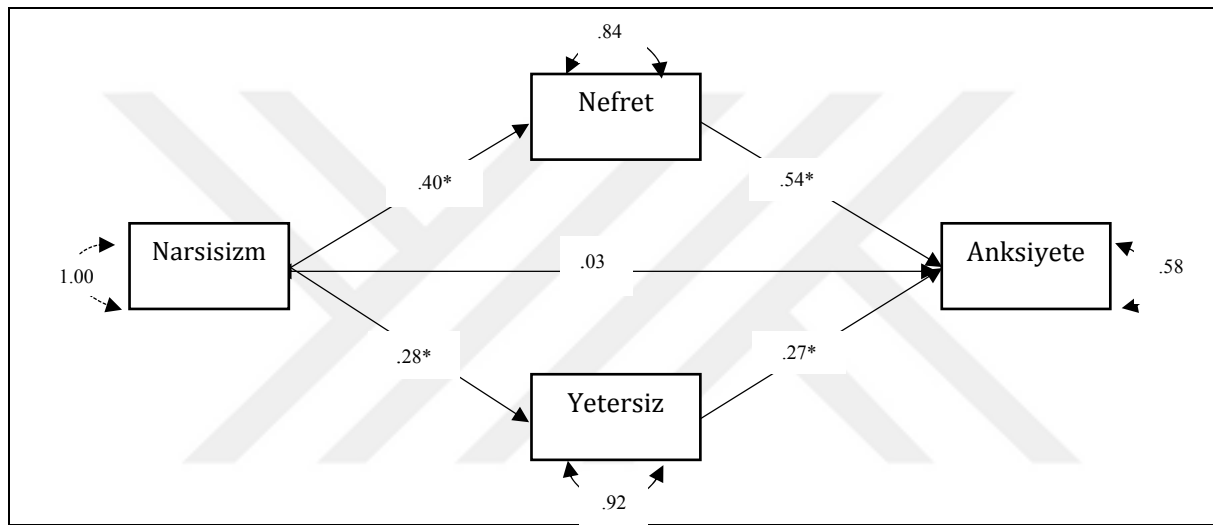 .84
Nefret
.40*
.54*
Narsisizm
1.00
.03
Anksiyete
.58
.28*
.27*
Yetersiz
.92